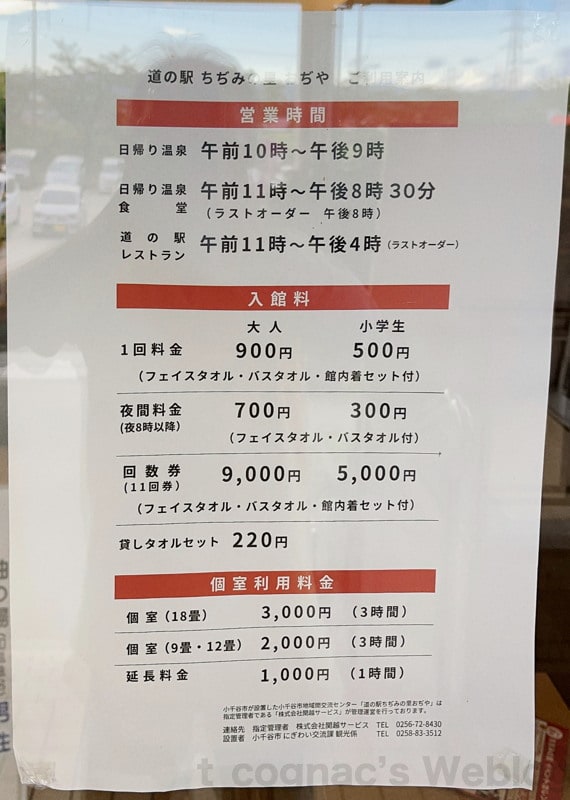 道の駅 ちぢみの里 おぢや ご利用案内
営業時間
日帰り温泉 午前10時～午後9時
日帰り温泉食堂 午前11時～午後8時30分
（ラストオーダー 午後8時）
道の駅レストラン 午前11時～午後4時（ラストオーダー）
入館料
大人 小学生
1回料金 900円 500円
（フェイスタオル・バスタオル・館内着セット付）
夜間料金 700円 300円
(夜8時以降)
（フェイスタオル・バスタオル付）
回数券 9,000円 5,000円
(11回券)
（フェイスタオル・バスタオル・館内着セット付）
貸しタオルセット 220円
個室利用料金
個室（18畳） 3,000円 （3時間）
個室（9畳・12畳） 2,000円 （3時間）
延長料金 1,000円 （1時間）
小千谷市が設置した小千谷市地域間交流センター「道の駅ちぢみの里おぢや」は
指定管理者である「株式会社関越サービス」が管理運営を行っております。
連絡先 指定管理者 株式会社関越サービス TEL 0256-72-8430
設置者 小千谷市 にぎわい交流課 観光係 TEL 0258-83-3512
t cognac's Weblo